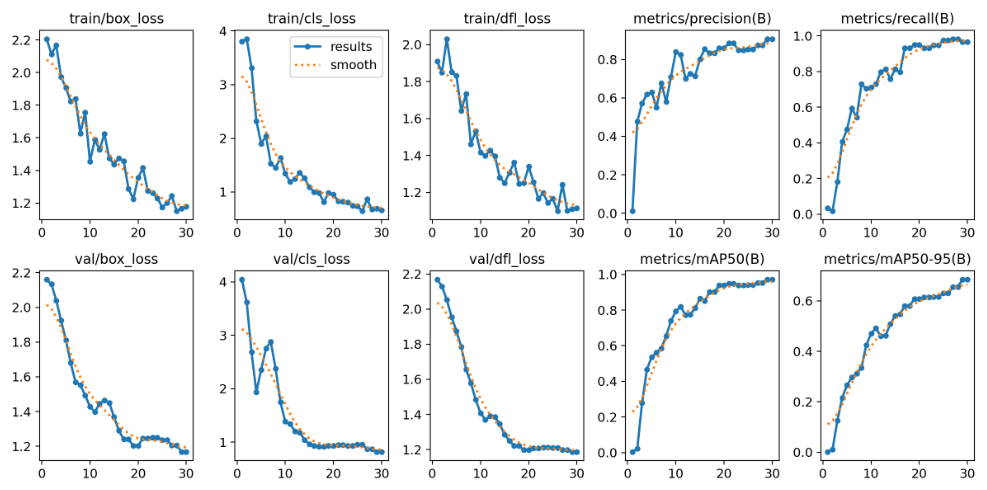 train/box_loss train/cls_loss train/dfl_loss metrics/precision(B) metrics/recall(B)
2.2 2.0 1.8 1.6 1.4 1.2
0 10 20 30
4 3 2 1
results
smooth
0 10 20 30
2.0 1.8 1.6 1.4 1.2
0 10 20 30
0.8 0.6 0.4 0.2 0.0
0 10 20 30
1.0 0.8 0.6 0.4 0.2 0.0
0 10 20 30
val/box_loss val/cls_loss val/dfl_loss metrics/mAP50(B) metrics/mAP50-95(B)
2.2 2.0 1.8 1.6 1.4 1.2
0 10 20 30
4 3 2 1
0 10 20 30
2.2 2.0 1.8 1.6 1.4 1.2
0 10 20 30
1.0 0.8 0.6 0.4 0.2 0.0
0 10 20 30
0.6 0.4 0.2 0.0
0 10 20 30